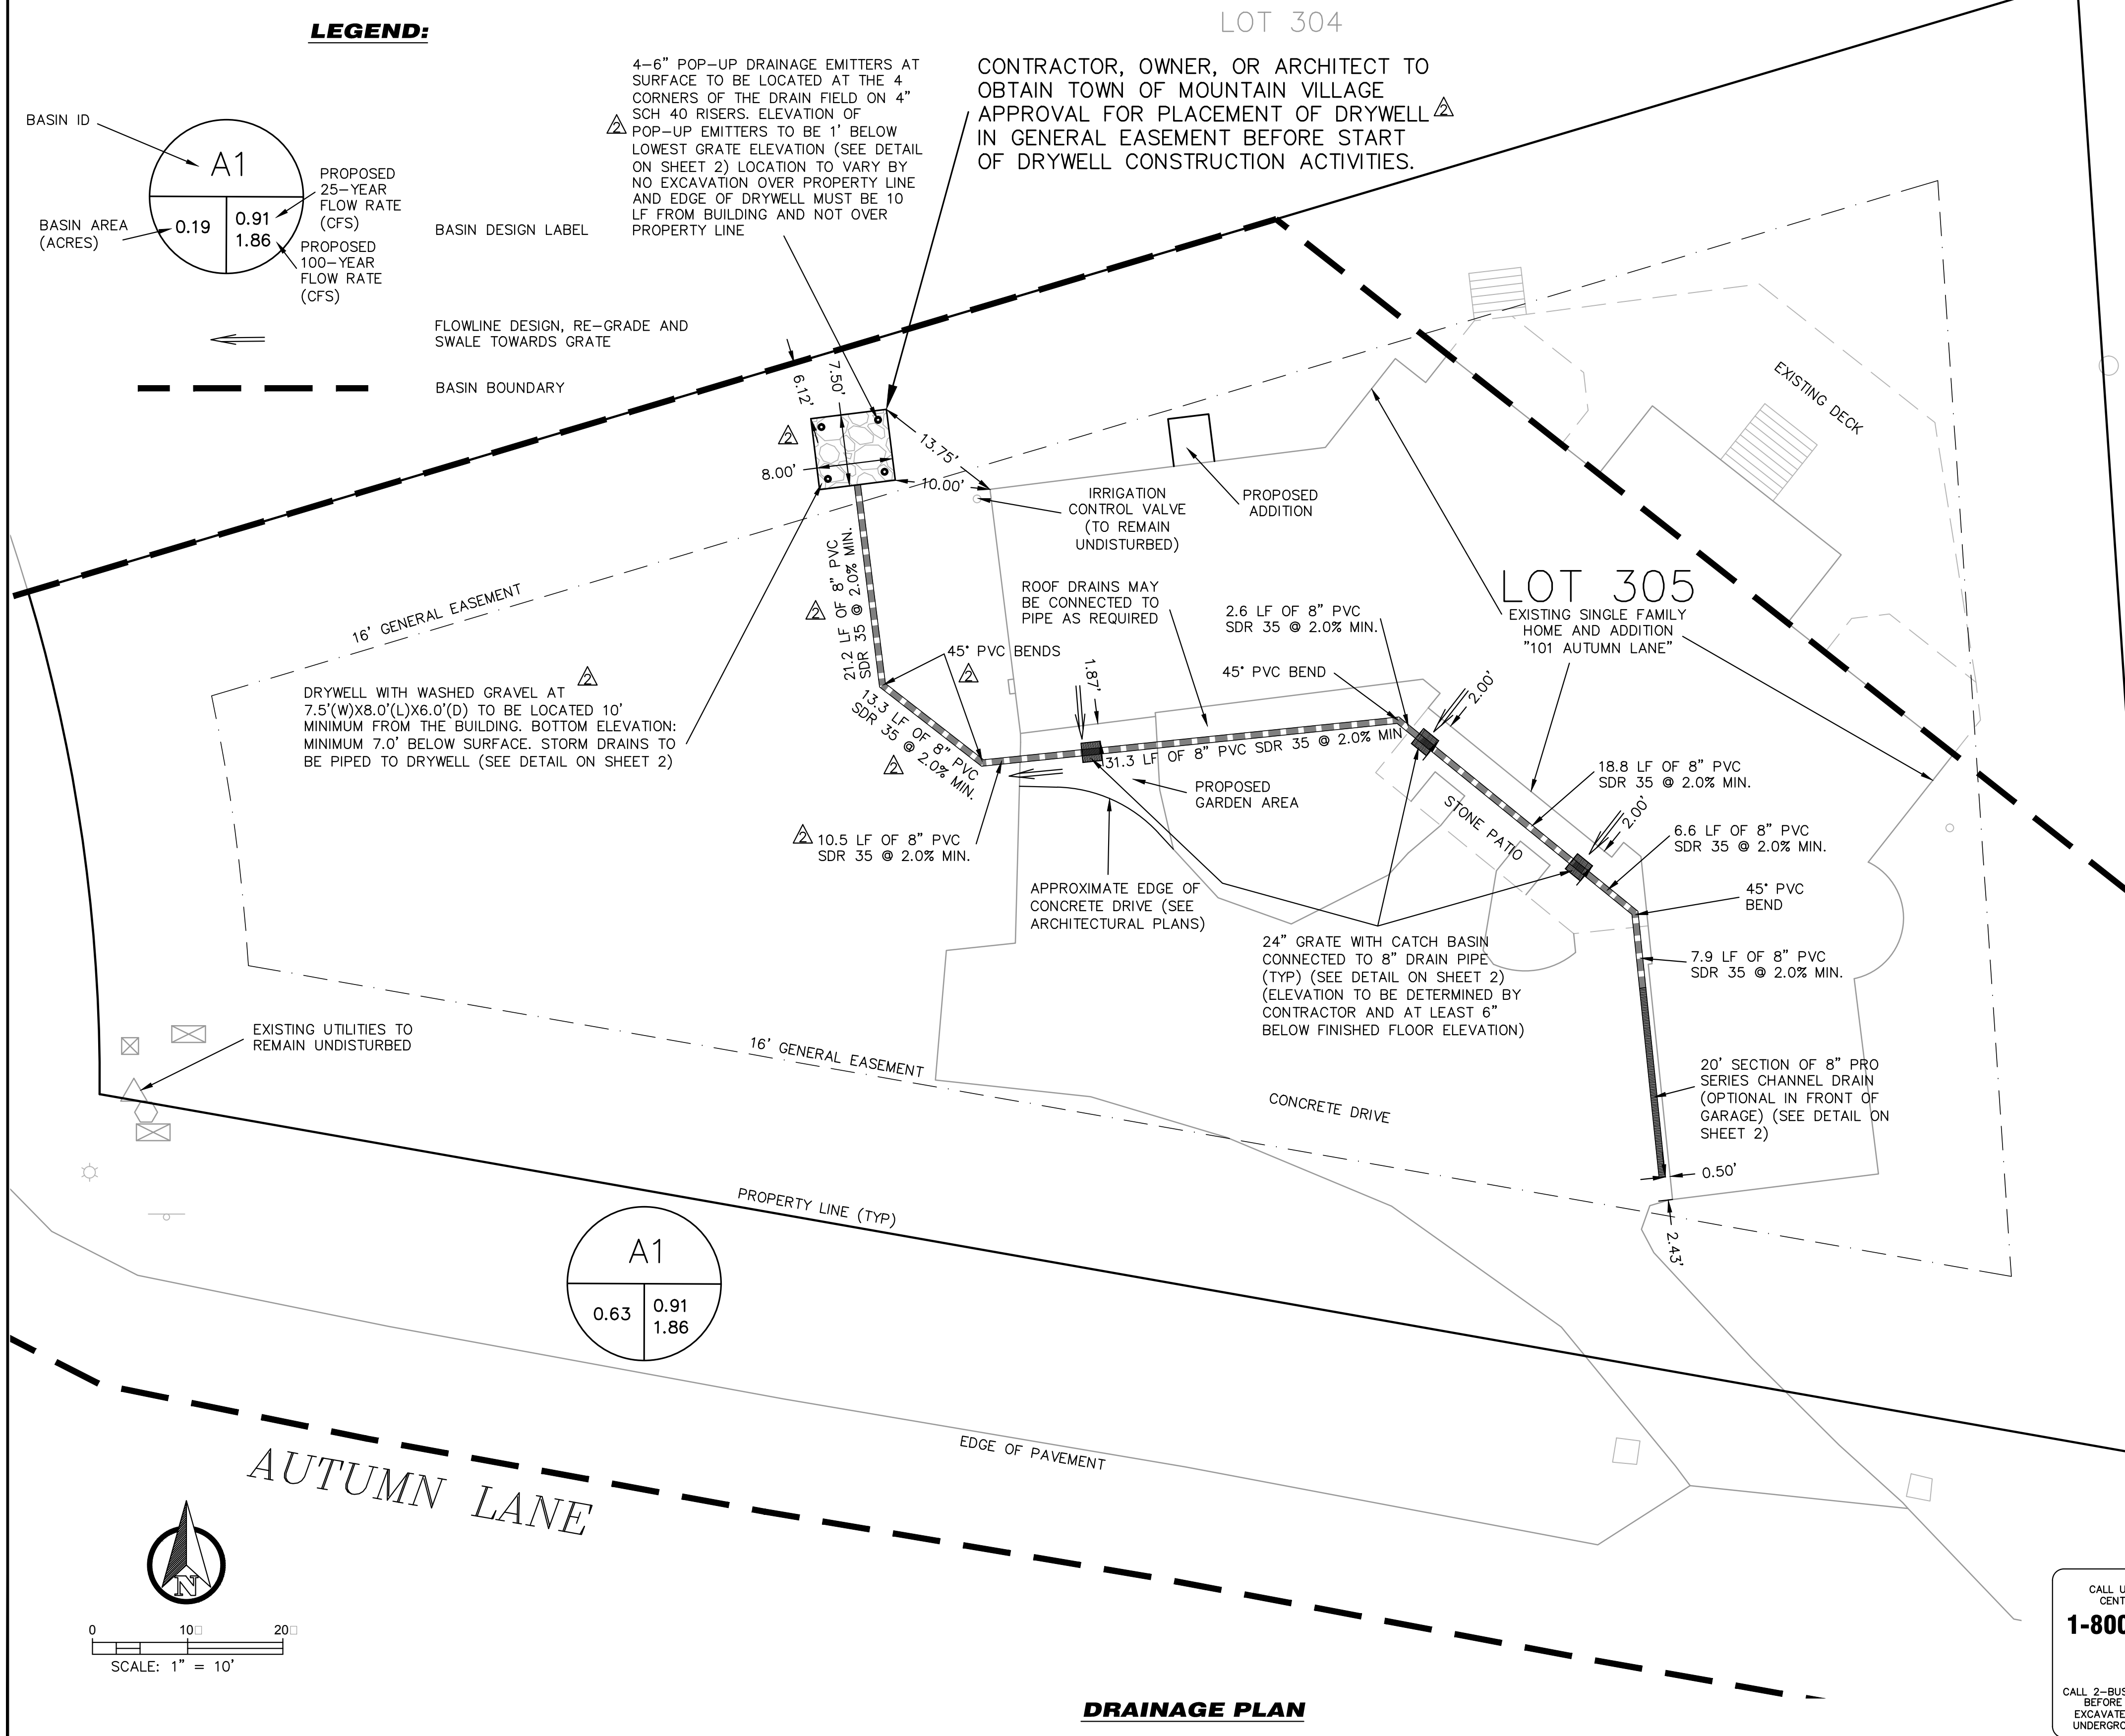 LEGEND:
LOT 304
BASIN ID
A1
0.19
0.91
1.86
PROPOSED
25-YEAR
FLOW RATE
(CFS)
BASIN AREA
(ACRES)
PROPOSED
100-YEAR
FLOW RATE
(CFS)
BASIN DESIGN LABEL
FLOWLINE DESIGN, RE-GRADE AND
SWALE TOWARDS GRATE
BASIN BOUNDARY
4-6" POP-UP DRAINAGE EMITTERS AT
SURFACE TO BE LOCATED AT THE 4
CORNERS OF THE DRAIN FIELD ON 4"
SCH 40 RISERS. ELEVATION OF
2 POP-UP EMITTERS TO BE 1' BELOW
LOWEST GRATE ELEVATION (SEE DETAIL
ON SHEET 2) LOCATION TO VARY BY
NO EXCAVATION OVER PROPERTY LINE
AND EDGE OF DRYWELL MUST BE 10
LF FROM BUILDING AND NOT OVER
PROPERTY LINE
CONTRACTOR, OWNER, OR ARCHITECT TO
OBTAIN TOWN OF MOUNTAIN VILLAGE
APPROVAL FOR PLACEMENT OF DRYWELL 2
IN GENERAL EASEMENT BEFORE START
OF DRYWELL CONSTRUCTION ACTIVITIES.
6.12'
7.50'
2
8.00'
13.75'
10.00'
IRRIGATION
CONTROL VALVE
(TO REMAIN
UNDISTURBED)
PROPOSED
ADDITION
EXISTING DECK
16' GENERAL EASEMENT
2
21.2 LF OF 8" PVC
SDR 35 @ 2.0% MIN.
ROOF DRAINS MAY
BE CONNECTED TO
PIPE AS REQUIRED
2.6 LF OF 8" PVC
SDR 35 @ 2.0% MIN.
LOT 305
EXISTING SINGLE FAMILY
HOME AND ADDITION
"101 AUTUMN LANE"
45° PVC BENDS
2
1.87'
45° PVC BEND
2.00'
2
DRYWELL WITH WASHED GRAVEL AT
7.5'(W)X8.0'(L)X6.0'(D) TO BE LOCATED 10'
MINIMUM FROM THE BUILDING. BOTTOM ELEVATION:
MINIMUM 7.0' BELOW SURFACE. STORM DRAINS TO
BE PIPED TO DRYWELL (SEE DETAIL ON SHEET 2)
13.3 LF OF 8" PVC
SDR 35 @ 2.0% MIN.
2
31.3 LF OF 8" PVC SDR 35 @ 2.0% MIN
PROPOSED
GARDEN AREA
STONE PATIO
18.8 LF OF 8" PVC
SDR 35 @ 2.0% MIN.
2.00'
6.6 LF OF 8" PVC
SDR 35 @ 2.0% MIN.
2 10.5 LF OF 8" PVC
SDR 35 @ 2.0% MIN.
APPROXIMATE EDGE OF
CONCRETE DRIVE (SEE
ARCHITECTURAL PLANS)
45° PVC
BEND
24" GRATE WITH CATCH BASIN
CONNECTED TO 8" DRAIN PIPE
(TYP) (SEE DETAIL ON SHEET 2)
(ELEVATION TO BE DETERMINED BY
CONTRACTOR AND AT LEAST 6"
BELOW FINISHED FLOOR ELEVATION)
7.9 LF OF 8" PVC
SDR 35 @ 2.0% MIN.
EXISTING UTILITIES TO
REMAIN UNDISTURBED
16' GENERAL EASEMENT
CONCRETE DRIVE
20' SECTION OF 8" PRO
SERIES CHANNEL DRAIN
(OPTIONAL IN FRONT OF
GARAGE) (SEE DETAIL ON
SHEET 2)
0.50'
2.43'
PROPERTY LINE (TYP)
A1
0.63
0.91
1.86
EDGE OF PAVEMENT
AUTUMN LANE
N
0 10 20
SCALE: 1" = 10'
DRAINAGE PLAN
CALL U
CENT
1-800
CALL 2-BUS
BEFORE
EXCAVATE
UNDERGRO